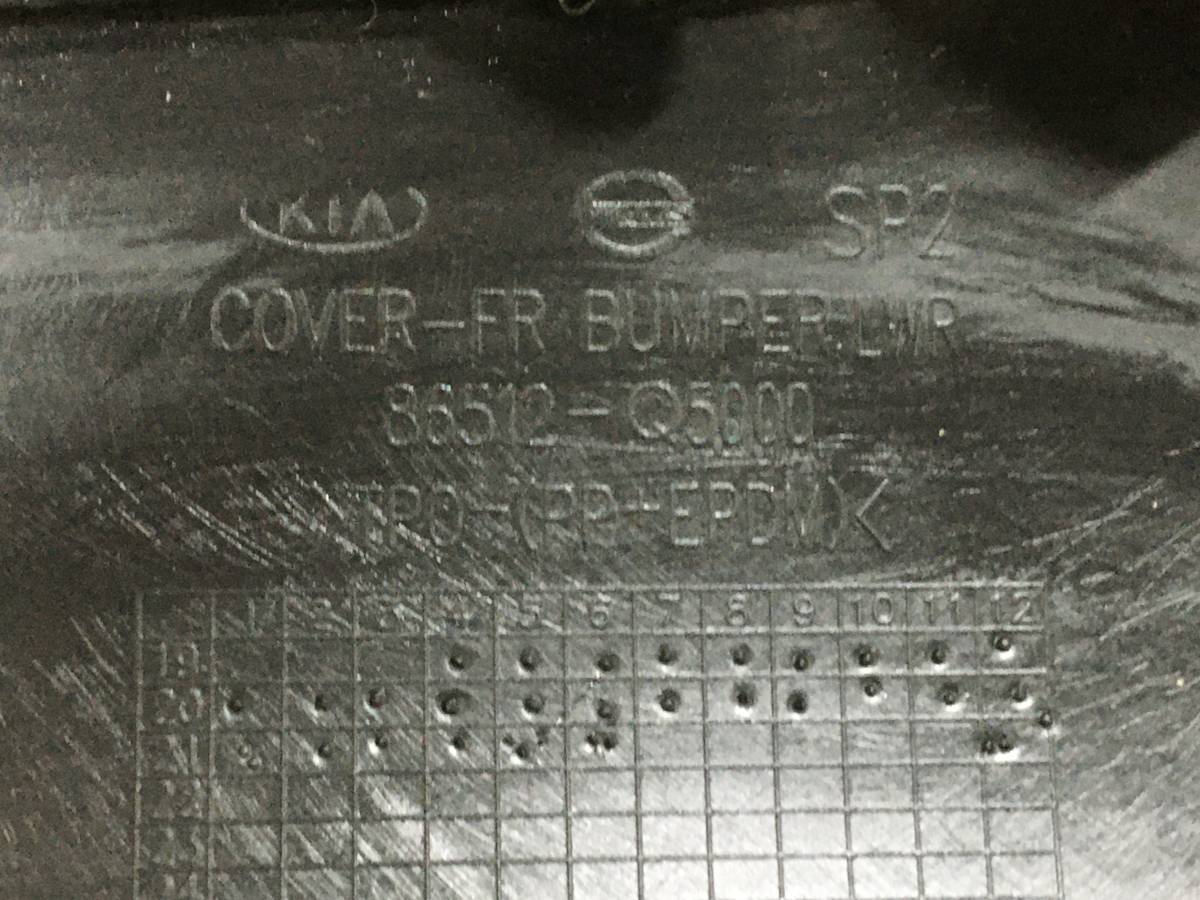 KIA SP2
COVER-FR BUMPER.LWR
86512-Q5000
TPO-(PP+EPDM)K
1 2 3 4 5 6 7 8 9 10 11 12
19
20
21
22
23
24